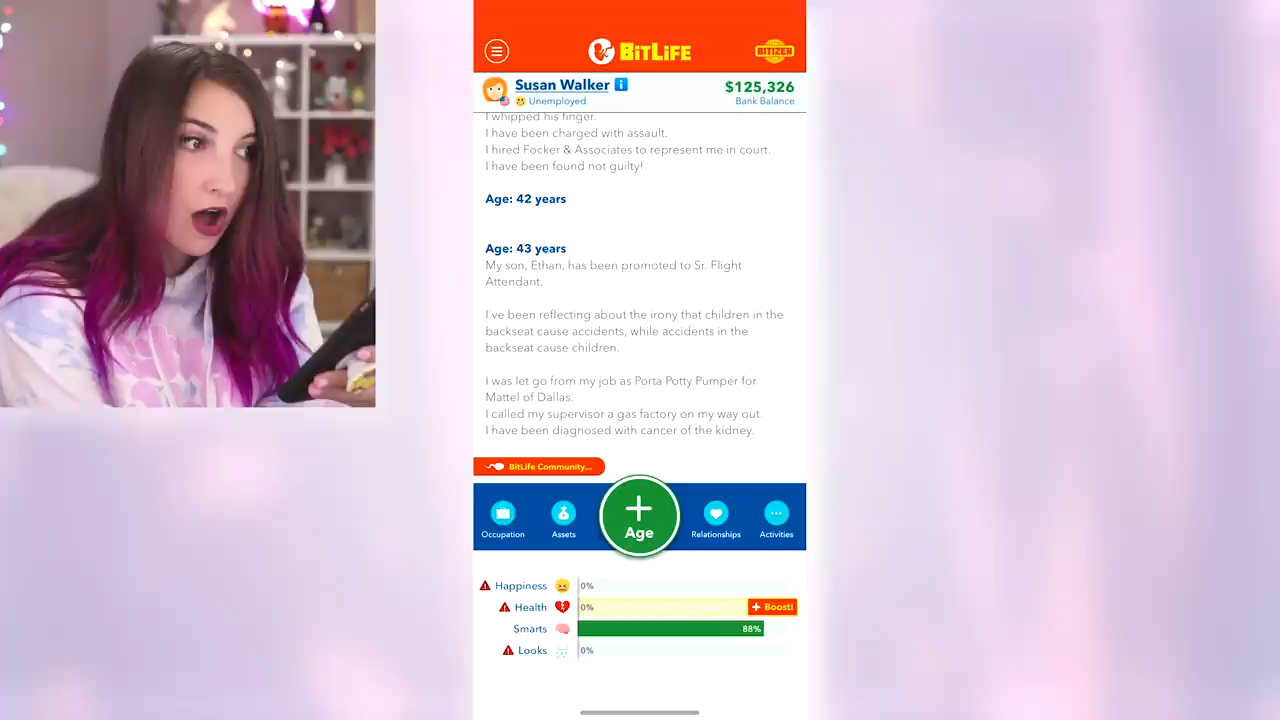 BITLIFE
BITIZEN
Susan Walker
$125,326
Unemployed
Bank Balance
I whipped his finger.
I have been charged with assault.
I hired Focker & Associates to represent me in court.
I have been found not guilty!
Age: 42 years
Age: 43 years
My son, Ethan, has been promoted to Sr. Flight
Attendant.
I've been reflecting about the irony that children in the
backseat cause accidents, while accidents in the
backseat cause children.
I was let go from my job as Porta Potty Pumper for
Mattel of Dallas.
I called my supervisor a gas factory on my way out.
I have been diagnosed with cancer of the kidney.
BitLife Community...
Occupation
Assets
+
Age
Relationships
Activities
Happiness 0%
Health 0% + Boost!
Smarts 88%
Looks 0%